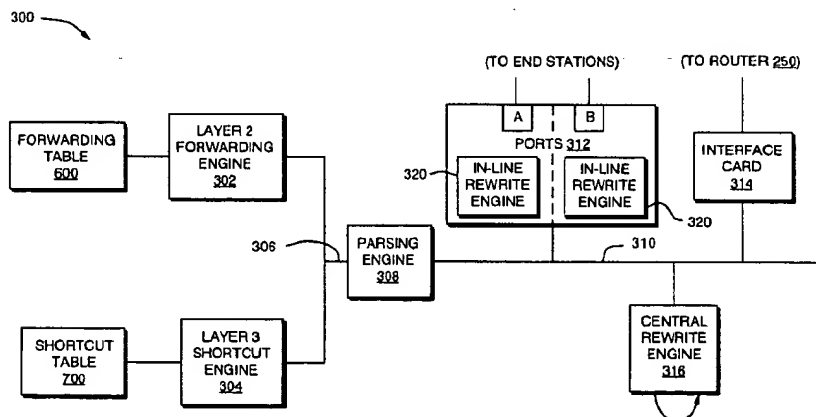 300
(TO END STATIONS)
(TO ROUTER 250)
A
B
PORTS 312
FORWARDING
TABLE
600
LAYER 2
FORWARDING
ENGINE
302
320
IN-LINE
REWRITE
ENGINE
IN-LINE
REWRITE
ENGINE
320
INTERFACE
CARD
314
306
PARSING
ENGINE
308
310
SHORTCUT
TABLE
700
LAYER 3
SHORTCUT
ENGINE
304
CENTRAL
REWRITE
ENGINE
316